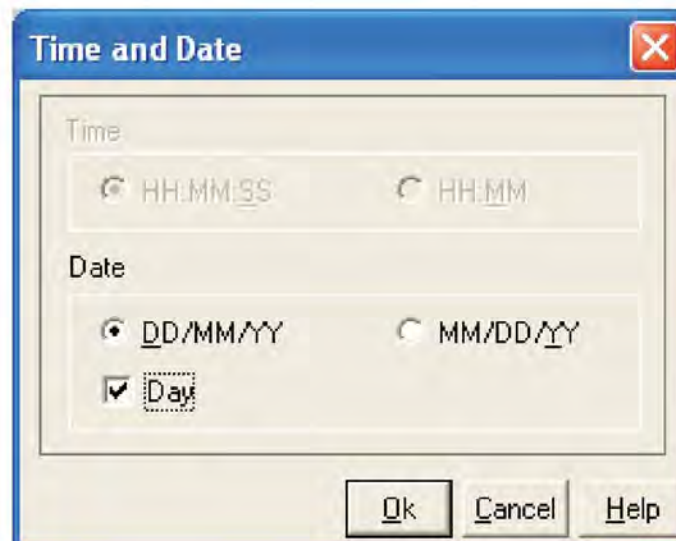 Time and Date
Time
HH:MM:SS HH:MM
Date
DD/MM/YY MM/DD/YY
Day
Ok Cancel Help